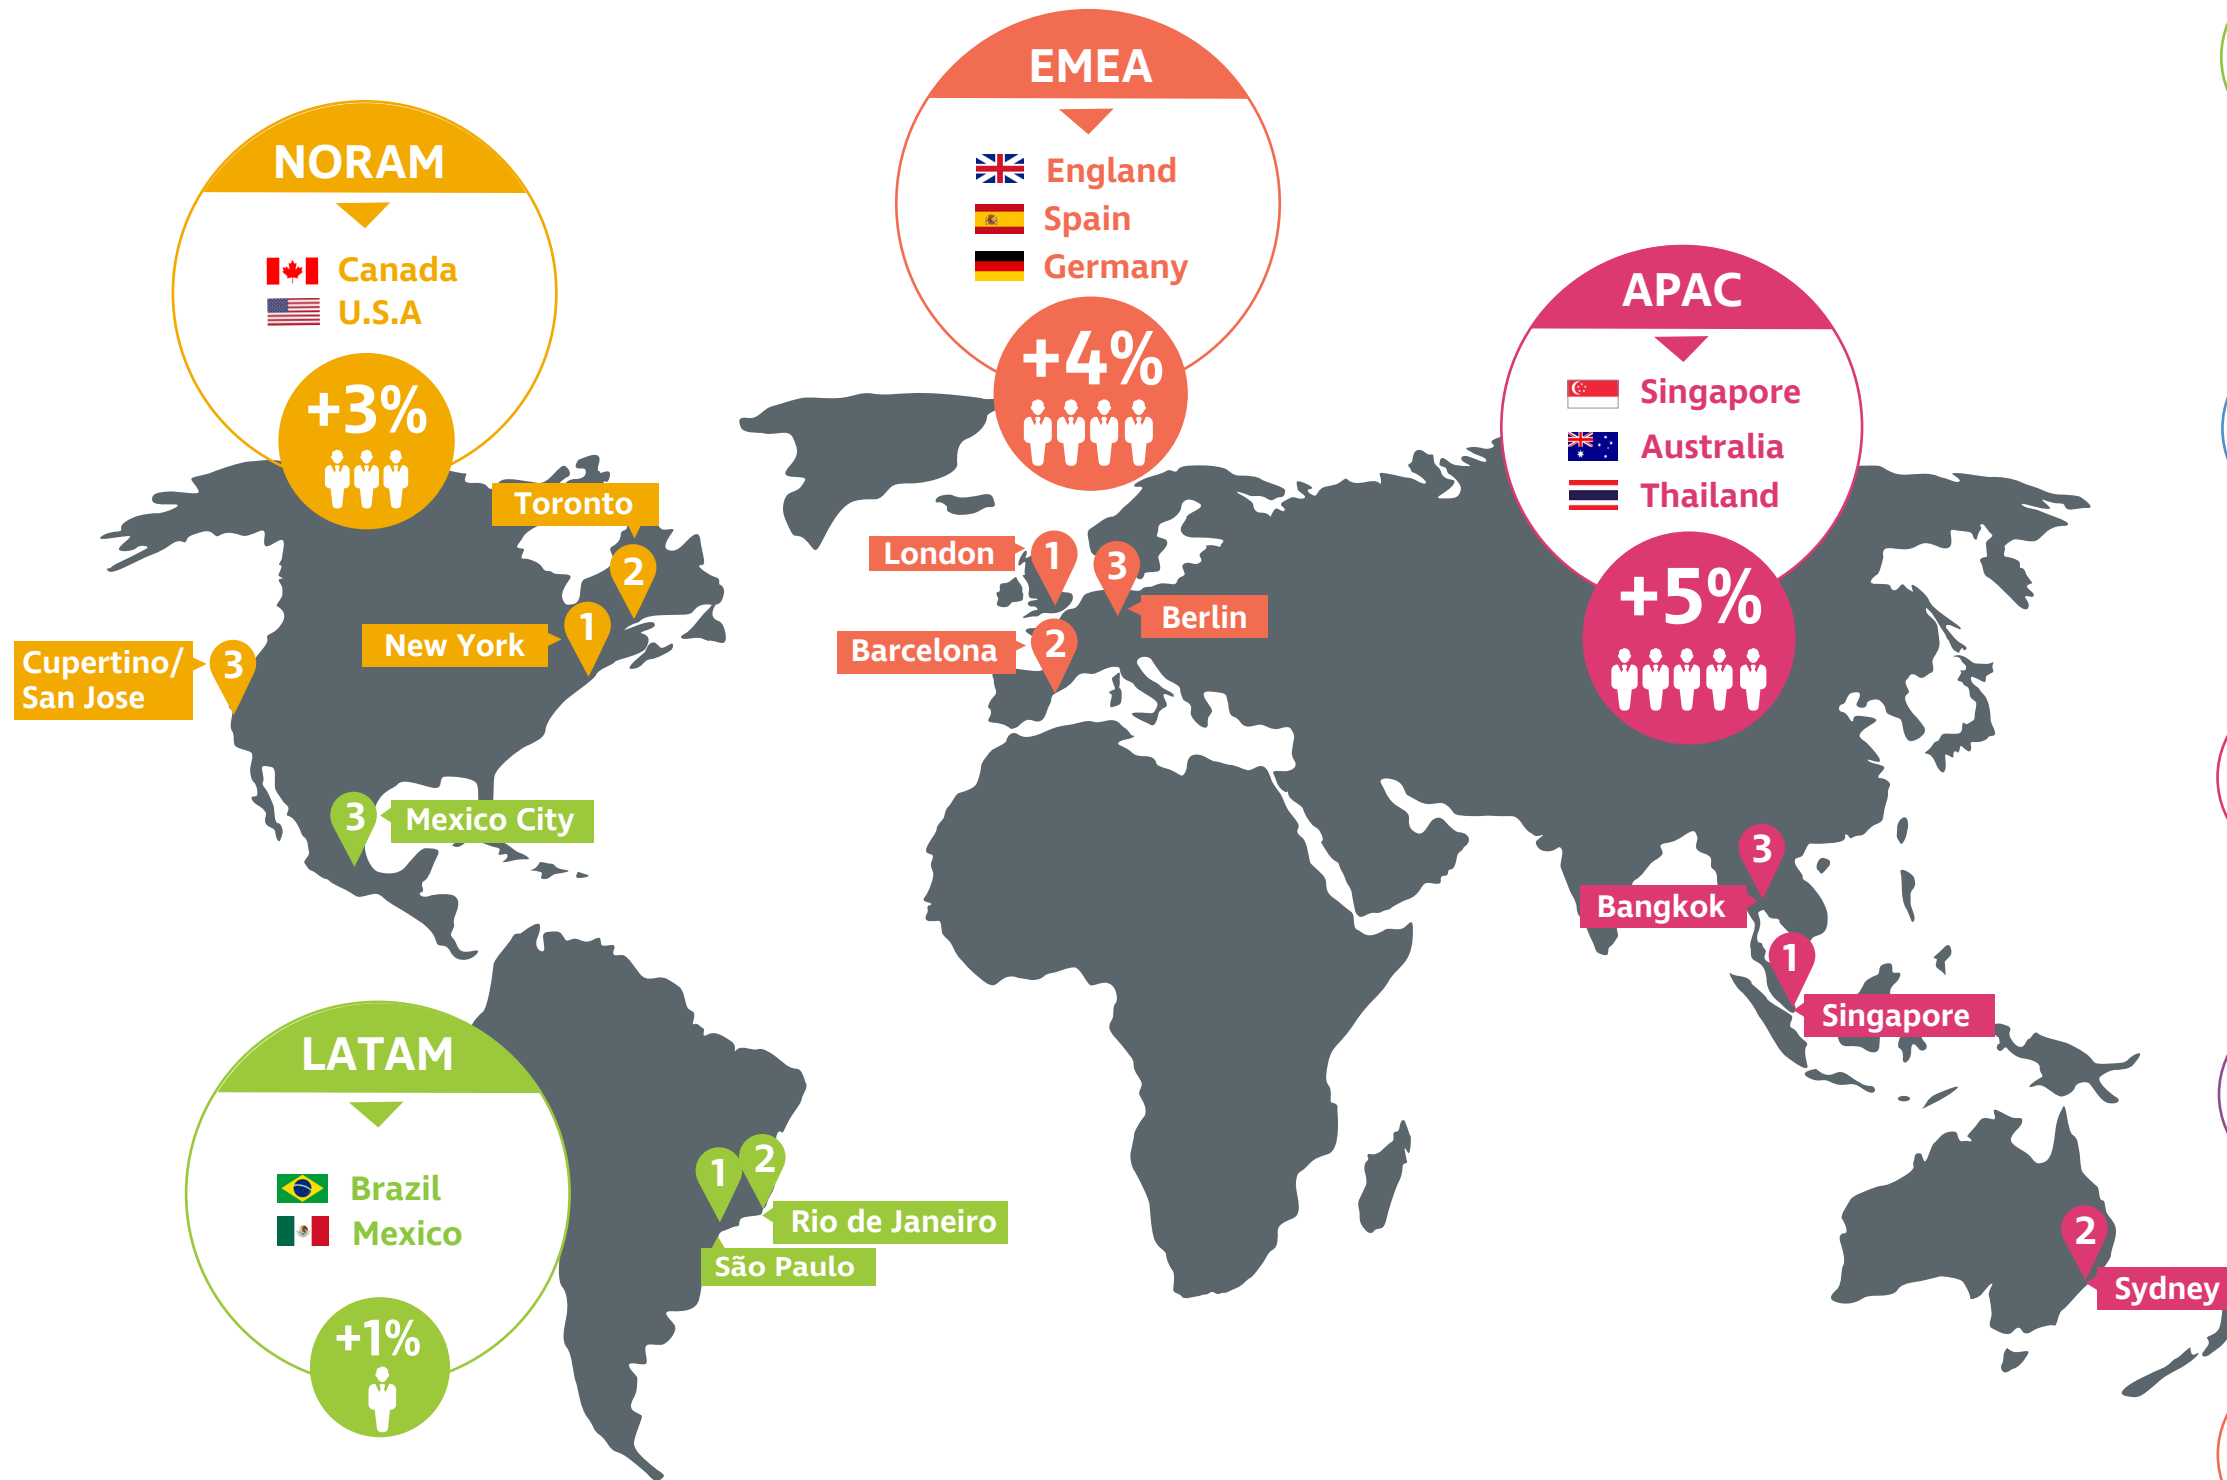 EMEA
England
Spain
Germany
+4%
NORAM
Canada
U.S.A
+3%
APAC
Singapore
Australia
Thailand
+5%
Toronto
2
New York
1
Cupertino/
San Jose
3
London
1
3
Berlin
Barcelona
2
3
Mexico City
3
Bangkok
1
Singapore
LATAM
Brazil
Mexico
+1%
1
2
Rio de Janeiro
São Paulo
2
Sydney